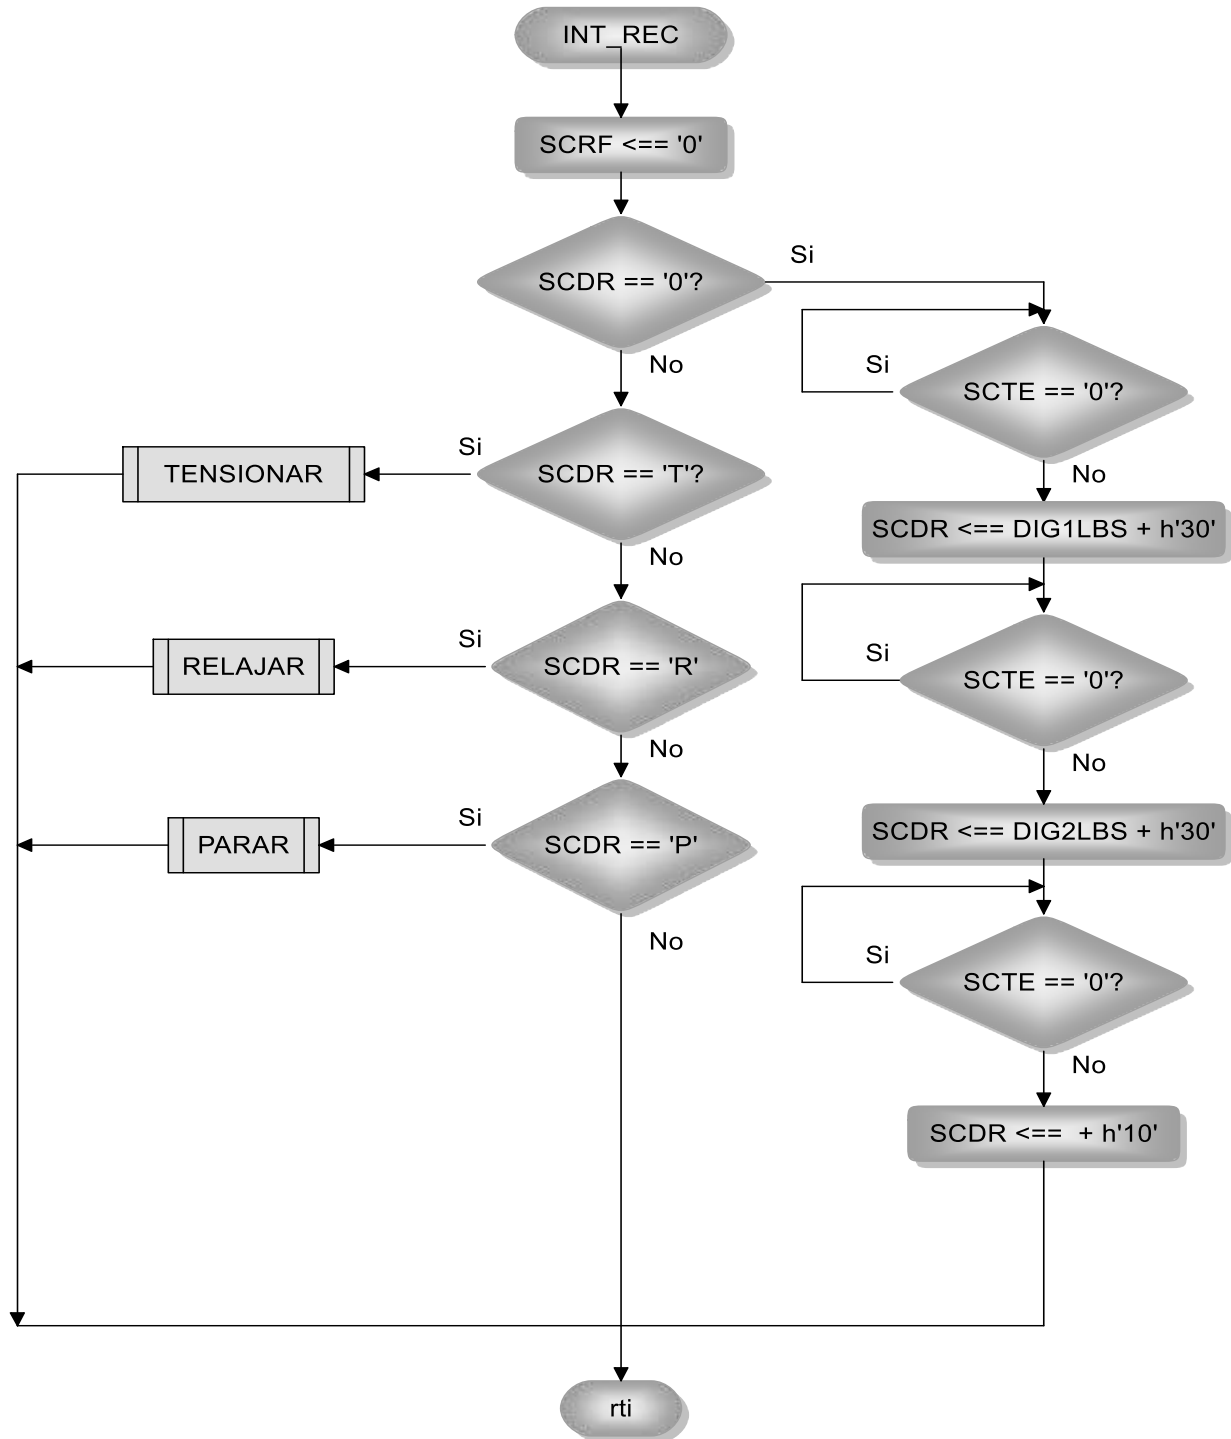 INT_REC
SCRF <== '0'
SCDR == '0'?
Si
No
SCTE == '0'?
Si
No
SCDR == 'T'?
Si
No
TENSIONAR
SCDR <== DIG1LBS + h'30'
SCDR == 'R'
Si
No
RELAJAR
SCTE == '0'?
Si
No
SCDR == 'P'
Si
No
PARAR
SCDR <== DIG2LBS + h'30'
SCTE == '0'?
Si
No
SCDR <==  + h'10'
rti